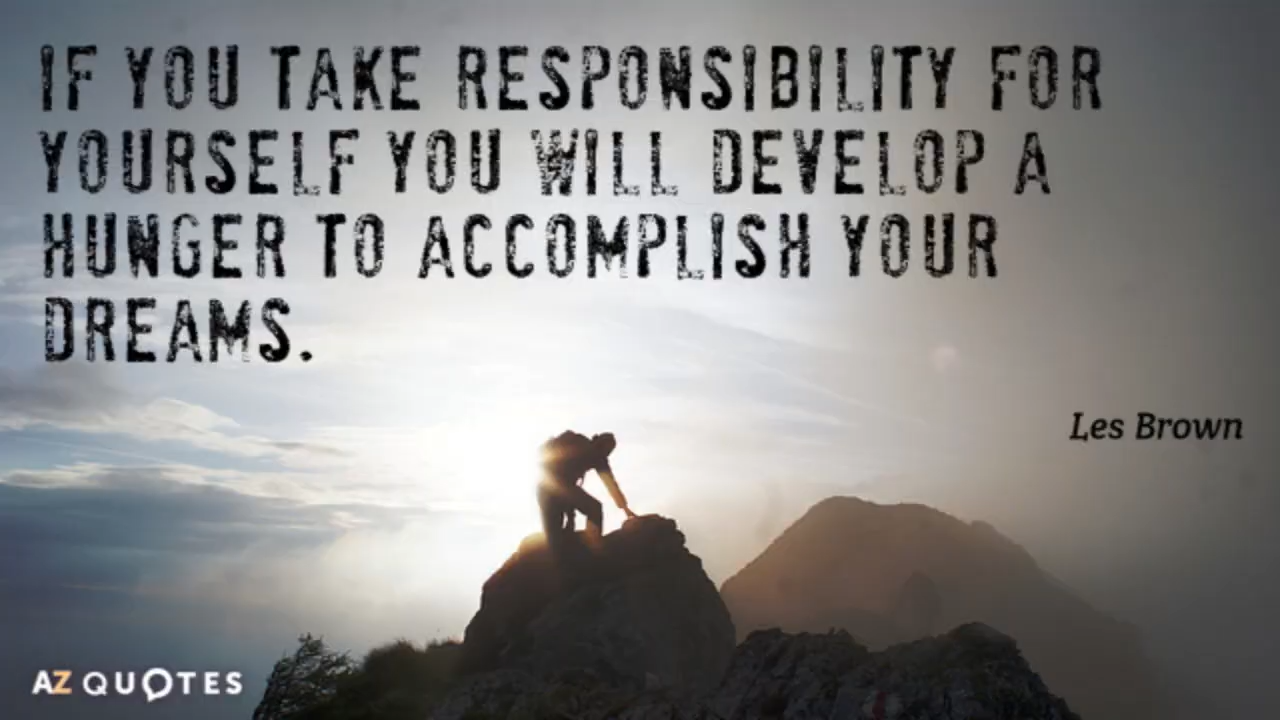 IF YOU TAKE RESPONSIBILITY FOR
YOURSELF YOU WILL DEVELOP A
HUNGER TO ACCOMPLISH YOUR
DREAMS.
Les Brown
AZ QUOTES